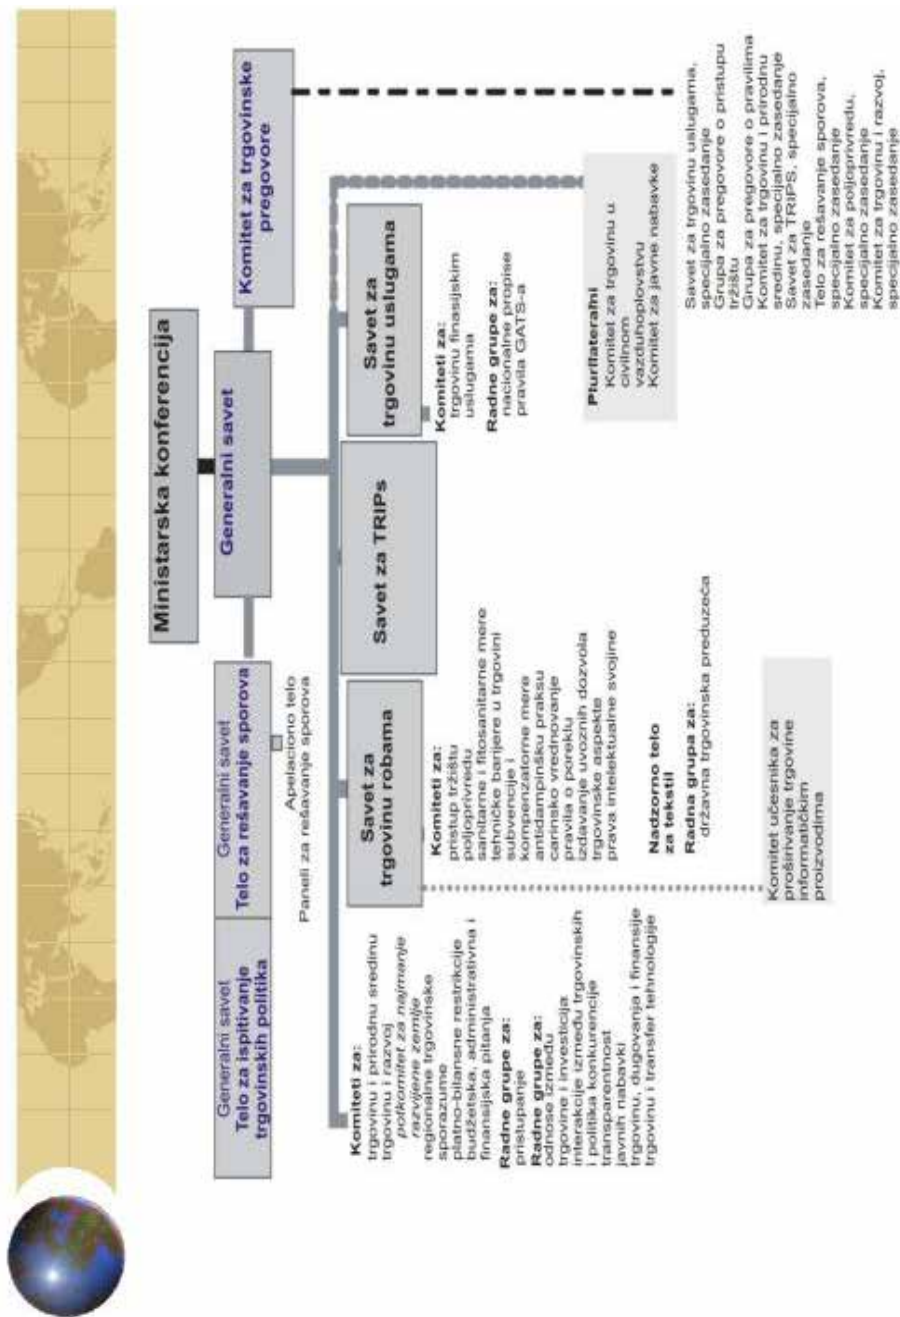 Ministarska konferencija
Generalni savet
Telo za ispitivanje
trgovinskih politika
Generalni savet
Telo za rešavanje sporova
Generalni savet
Komitet za trgovinske
pregovore
Apelaciono telo
Paneli za rešavanje sporova
Savet za
trgovinu robama
Savet za TRIPs
Savet za
trgovinu uslugama
Komiteti za:
trgovinu i prirodnu sredinu
trgovinu i razvoj
potkomitet za najmanje
razvijene zemlje
regionalne trgovinske
sporazume
platno-bilansne restrikcije
budžetska, administrativna i
finansijska pitanja
Radne grupe za:
pristupanje
Radne grupe za:
odnose između
trgovine i investicija
interakcije između trgovinskih
i politika konkurencije
transparentnost
javnih nabavki
trgovinu, dugovanja i finansije
trgovinu i transfer tehnologije
Komiteti za:
pristup tržištu
poljoprivredu
sanitarne i fitosanitarne mere
tehničke barijere u trgovini
subvencije i
kompenzatorne mere
antidampinšku praksu
carinsko vrednovanje
pravila o poreklu
izdavanje uvoznih dozvola
trgovinske aspekte
prava intelektualne svojine
Nadzorno telo
za tekstil
Radna grupa za:
državna trgovinska preduzeća
Komitet učesnika za
proširivanje trgovine
informatičkim
proizvodima
Komiteti za:
trgovinu finasijskim
uslugama
Radne grupe za:
nacionalne propise
pravila GATS-a
Plurilateralni
Komitet za trgovinu u
civilnom
vazduhoplovstvu
Komitet za javne nabavke
Savet za trgovinu uslugama,
specijalno zasedanje
Grupa za pregovore o pristupu
tržištu
Grupa za pregovore o pravilima
Komitet za trgovinu i prirodnu
sredinu, specijalno zasedanje
Savet za TRIPS, specijalno
zasedanje
Telo za rešavanje sporova,
specijalno zasedanje
Komitet za poljoprivredu,
specijalno zasedanje
Komitet za trgovinu i razvoj,
specijalno zasedanje